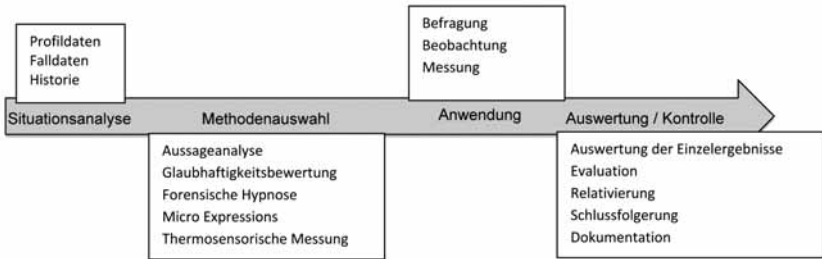 Profildaten
Falldaten
Historie
Situationsanalyse
Methodenauswahl
Aussageanalyse
Glaubhaftigkeitsbewertung
Forensische Hypnose
Micro Expressions
Thermosensorische Messung
Befragung
Beobachtung
Messung
Anwendung
Auswertung / Kontrolle
Auswertung der Einzelergebnisse
Evaluation
Relativierung
Schlussfolgerung
Dokumentation